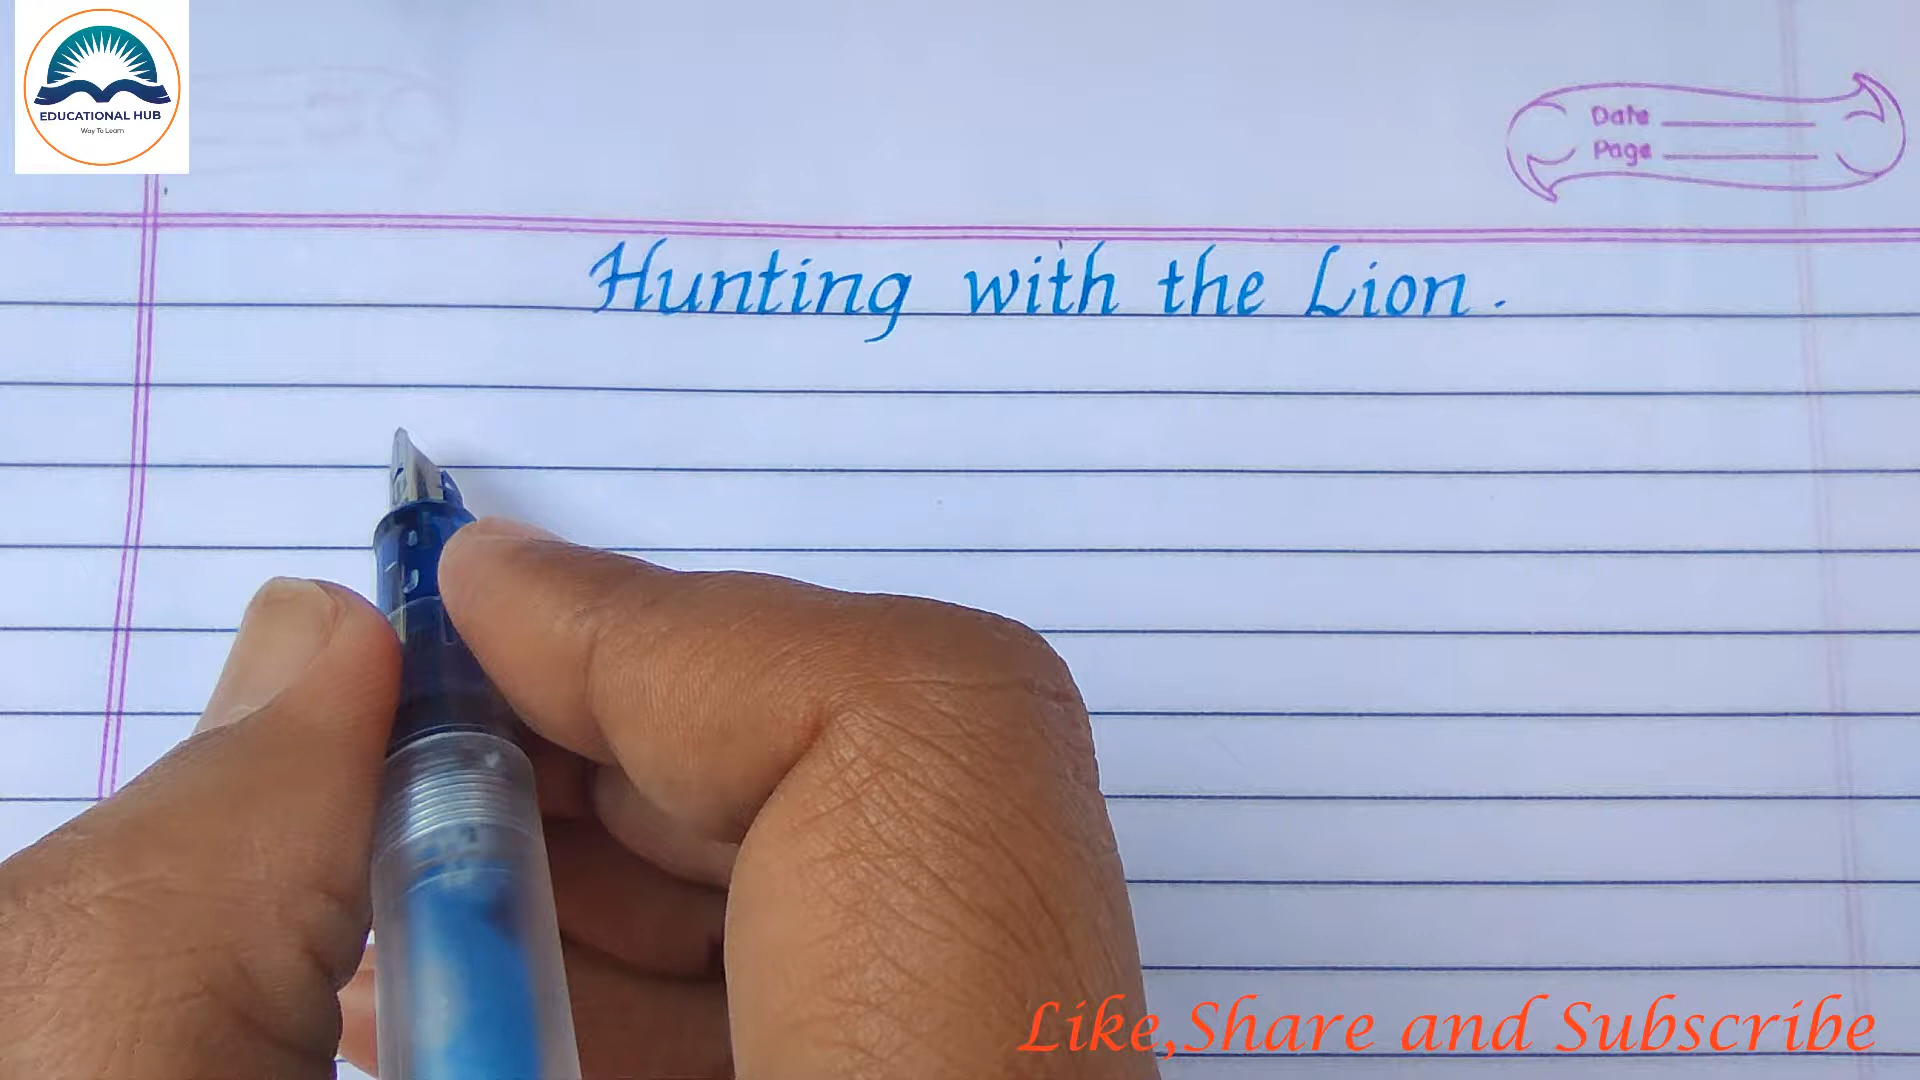 EDUCATIONAL HUB
Way To Learn
Date
Page
Hunting with the Lion.
Like,Share and Subscribe